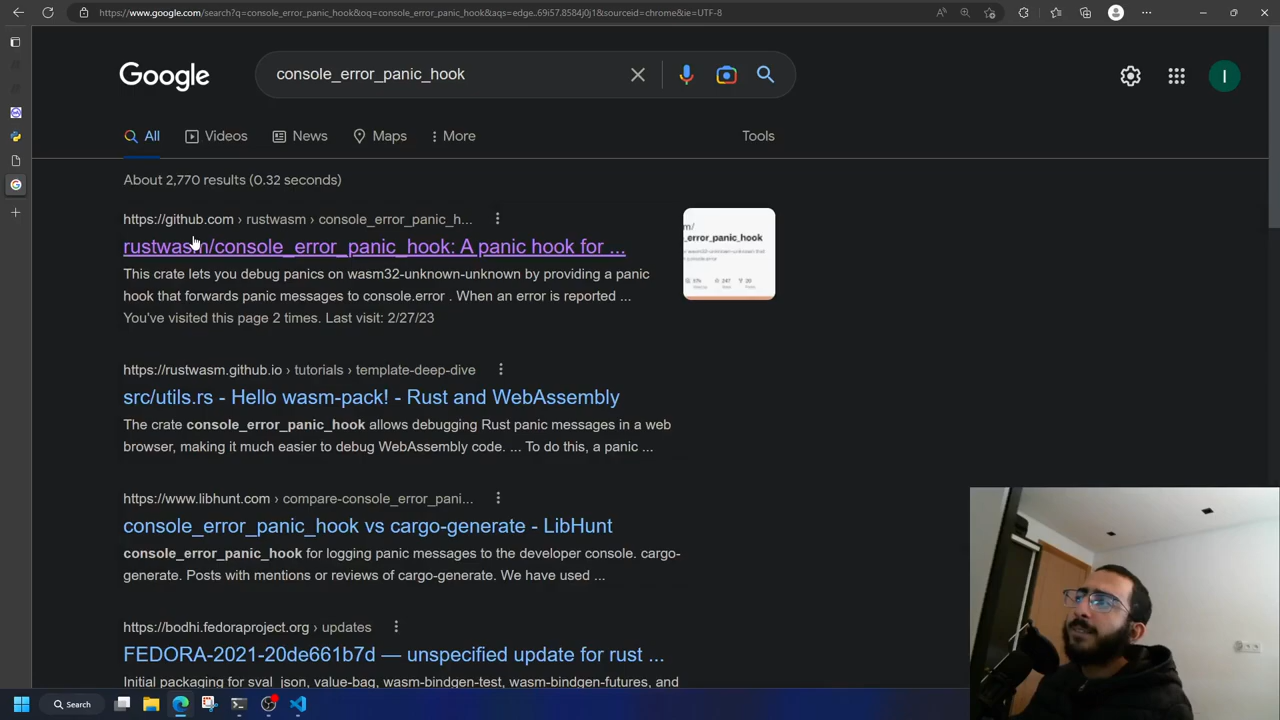 https://www.google.com/search?q=console_error_panic_hook&oq=console_error_panic_hook&aqs=edge..69i57.8584j0j1&sourceid=chrome&ie=UTF-8
Google
console_error_panic_hook
I
All
Videos
News
Maps
More
Tools
About 2,770 results (0.32 seconds)
https://github.com › rustwasm › console_error_panic_h...
rustwasm/console_error_panic_hook: A panic hook for ...
This crate lets you debug panics on wasm32-unknown-unknown by providing a panic
hook that forwards panic messages to console.error . When an error is reported ...
You've visited this page 2 times. Last visit: 2/27/23
_error_panic_hook
https://rustwasm.github.io › tutorials › template-deep-dive
src/utils.rs - Hello wasm-pack! - Rust and WebAssembly
The crate console_error_panic_hook allows debugging Rust panic messages in a web
browser, making it much easier to debug WebAssembly code. ... To do this, a panic ...
https://www.libhunt.com › compare-console_error_pani...
console_error_panic_hook vs cargo-generate - LibHunt
console_error_panic_hook for logging panic messages to the developer console. cargo-
generate. Posts with mentions or reviews of cargo-generate. We have used ...
https://bodhi.fedoraproject.org › updates
FEDORA-2021-20de661b7d — unspecified update for rust ...
Initial packaging for sval_json, value-bag, wasm-bindgen-test, wasm-bindgen-futures, and
Search